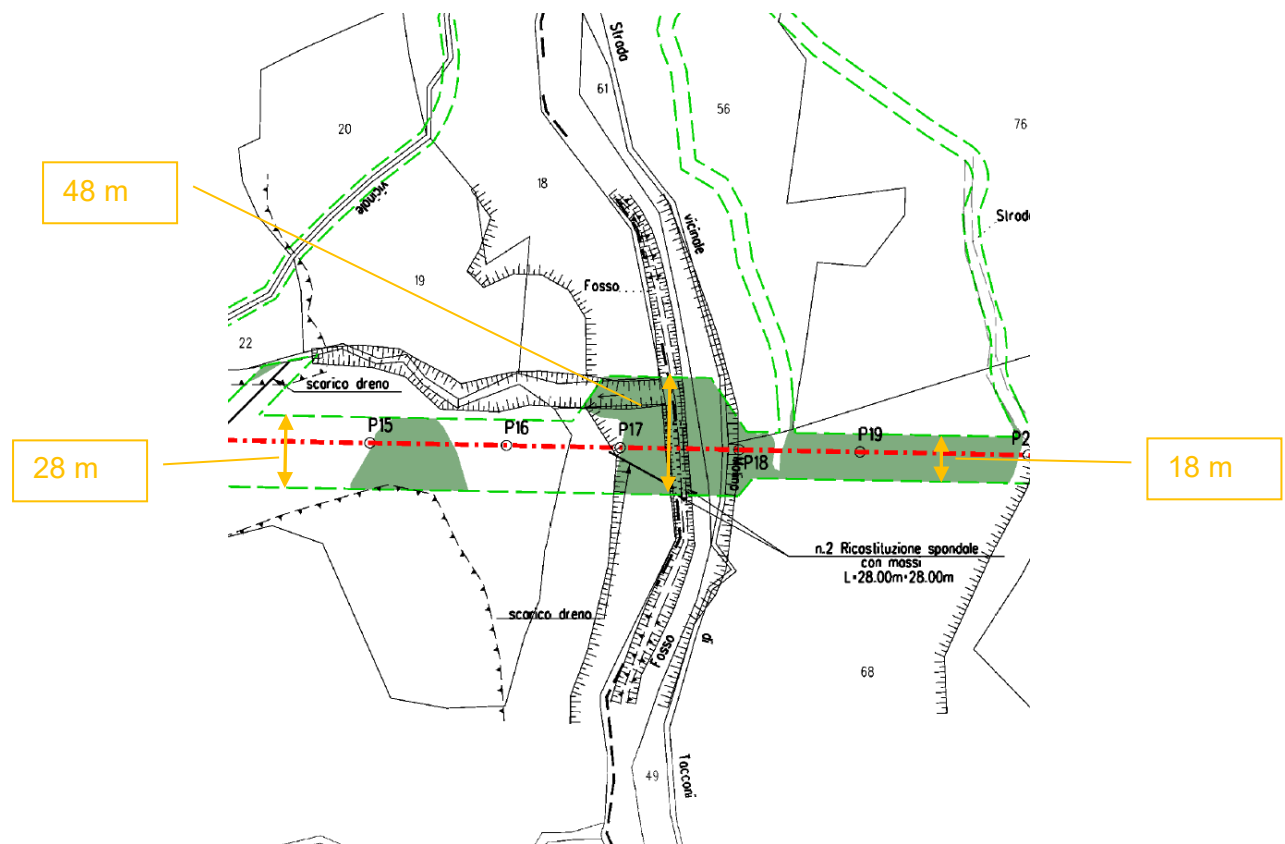 Strada
61
56
76
20
48 m
vicinale
18
vicinale
Strada
Fosso
19
22
scarico dreno
P15
P16
P17
P18
P19
P2
28 m
18 m
Molino
n.2 Ricostituzione spondale
con massi
L=28.00m+28.00m
scarico dreno
Fosso
di
68
49
Tacconi